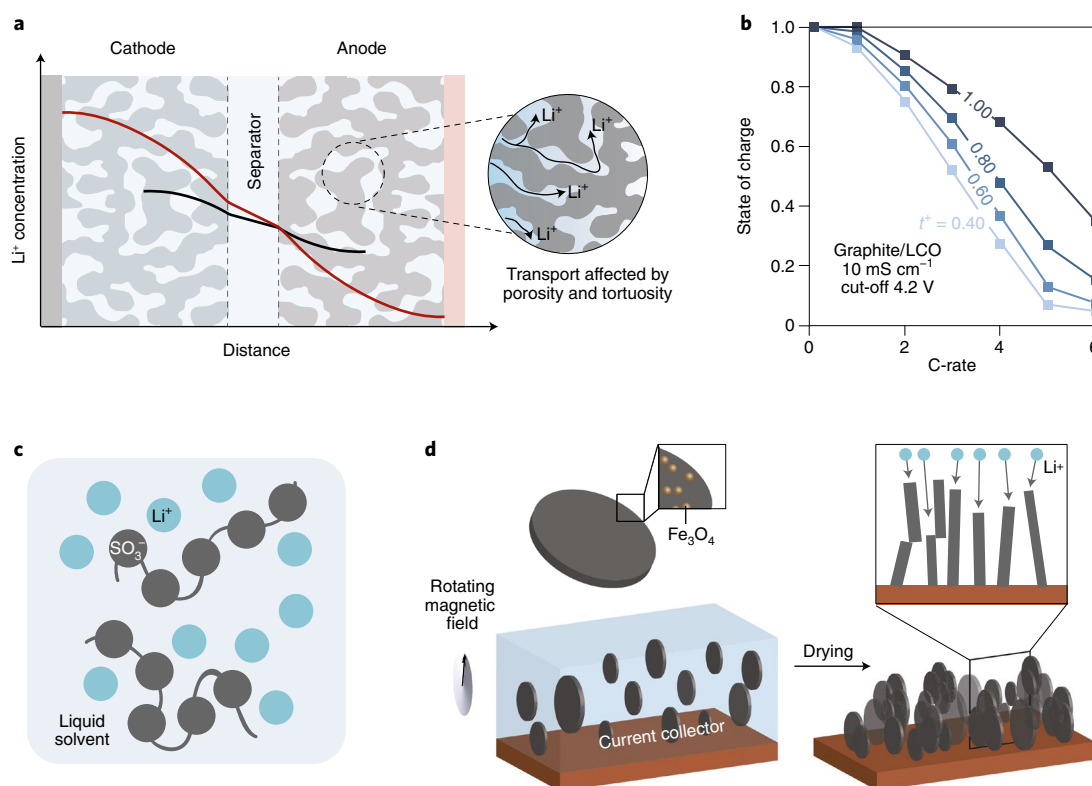 a
Cathode
Anode
Separator
Li⁺ concentration
Distance
Li⁺
Li⁺
Li⁺
Li⁺
Transport affected by
porosity and tortuosity
b
1.0
0.8
0.6
0.4
0.2
0
State of charge
1.00
0.80
0.60
t⁺ = 0.40
Graphite/LCO
10 mS cm⁻¹
cut-off 4.2 V
0
2
4
6
C-rate
c
Li⁺
SO₃⁻
Liquid
solvent
d
Fe₃O₄
Rotating
magnetic
field
Current collector
Drying
Li⁺